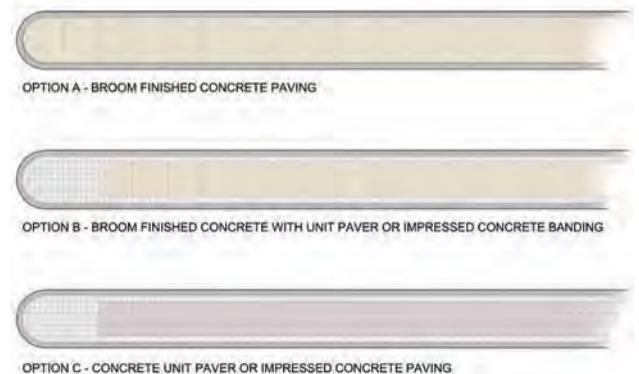 OPTION A - BROOM FINISHED CONCRETE PAVING
OPTION B - BROOM FINISHED CONCRETE WITH UNIT PAVER OR IMPRESSED CONCRETE BANDING
OPTION C - CONCRETE UNIT PAVER OR IMPRESSED CONCRETE PAVING